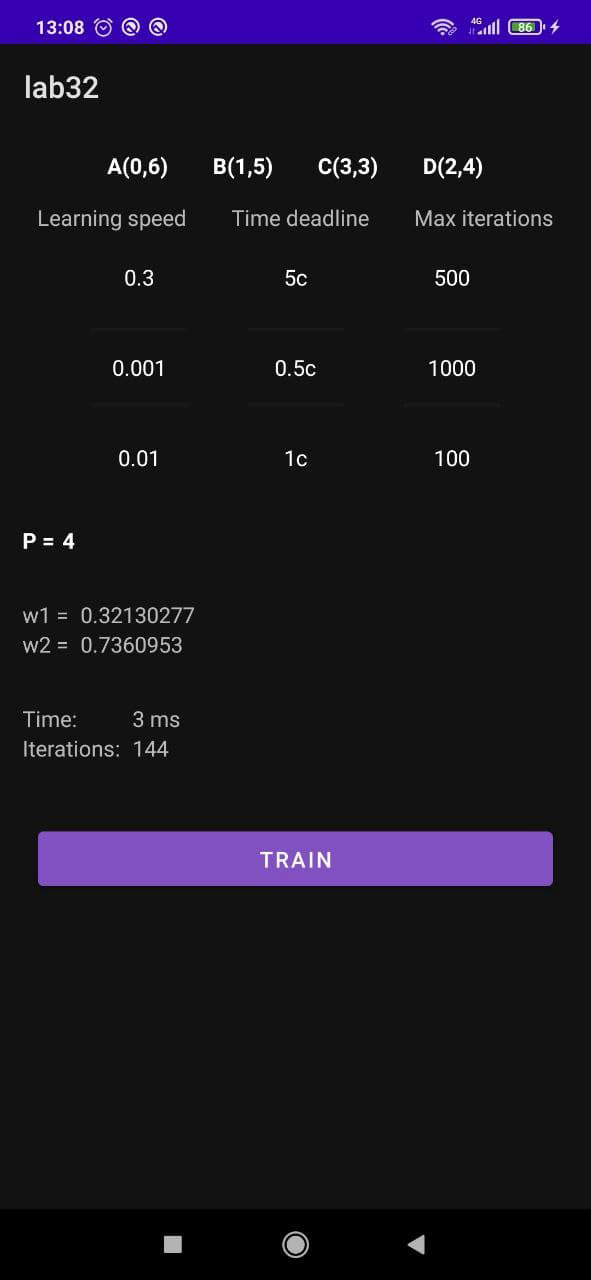 13:08 4G 86
lab32
A(0,6) B(1,5) C(3,3) D(2,4)
Learning speed Time deadline Max iterations
0.3 5c 500
0.001 0.5c 1000
0.01 1c 100
P = 4
w1 = 0.32130277
w2 = 0.7360953
Time: 3 ms
Iterations: 144
TRAIN